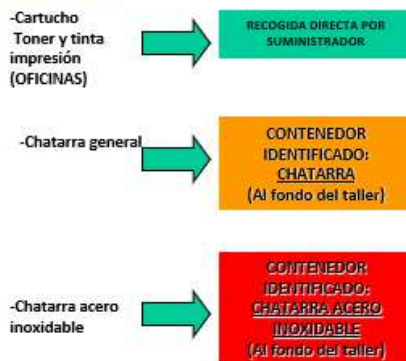 -Cartucho
Toner y tinta
impresión
(OFICINAS)
RECOGIDA DIRECTA POR
SUMINISTRADOR
-Chatarra general
CONTENEDOR
IDENTIFICADO:
CHATARRA
(Al fondo del taller)
-Chatarra acero
inoxidable
CONTENEDOR
IDENTIFICADO:
CHATARRA ACERO
INOXIDABLE
(Al fondo del taller)